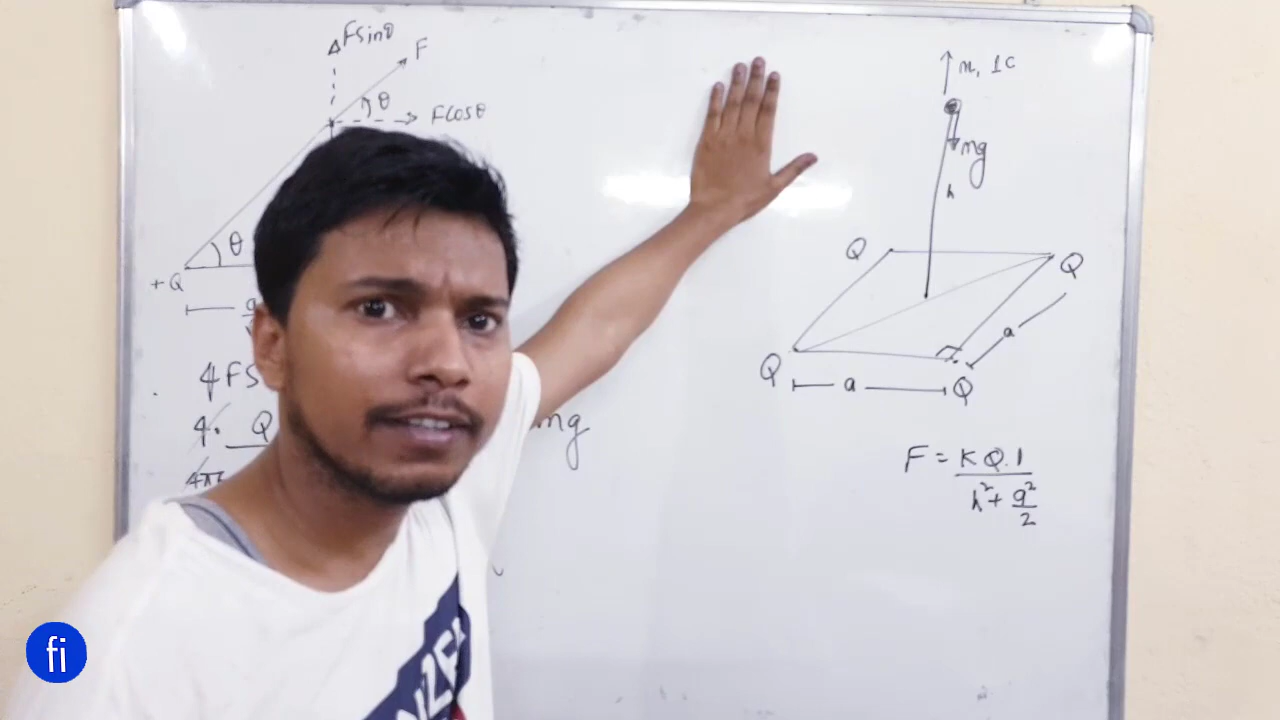 Fsinθ
F
θ
Fcosθ
θ
+Q
4FS
4. Q
4π
mg
m, 1C
mg
h
Q
Q
a
Q
a
Q
F = KQ.1
h² + a²
2
fi